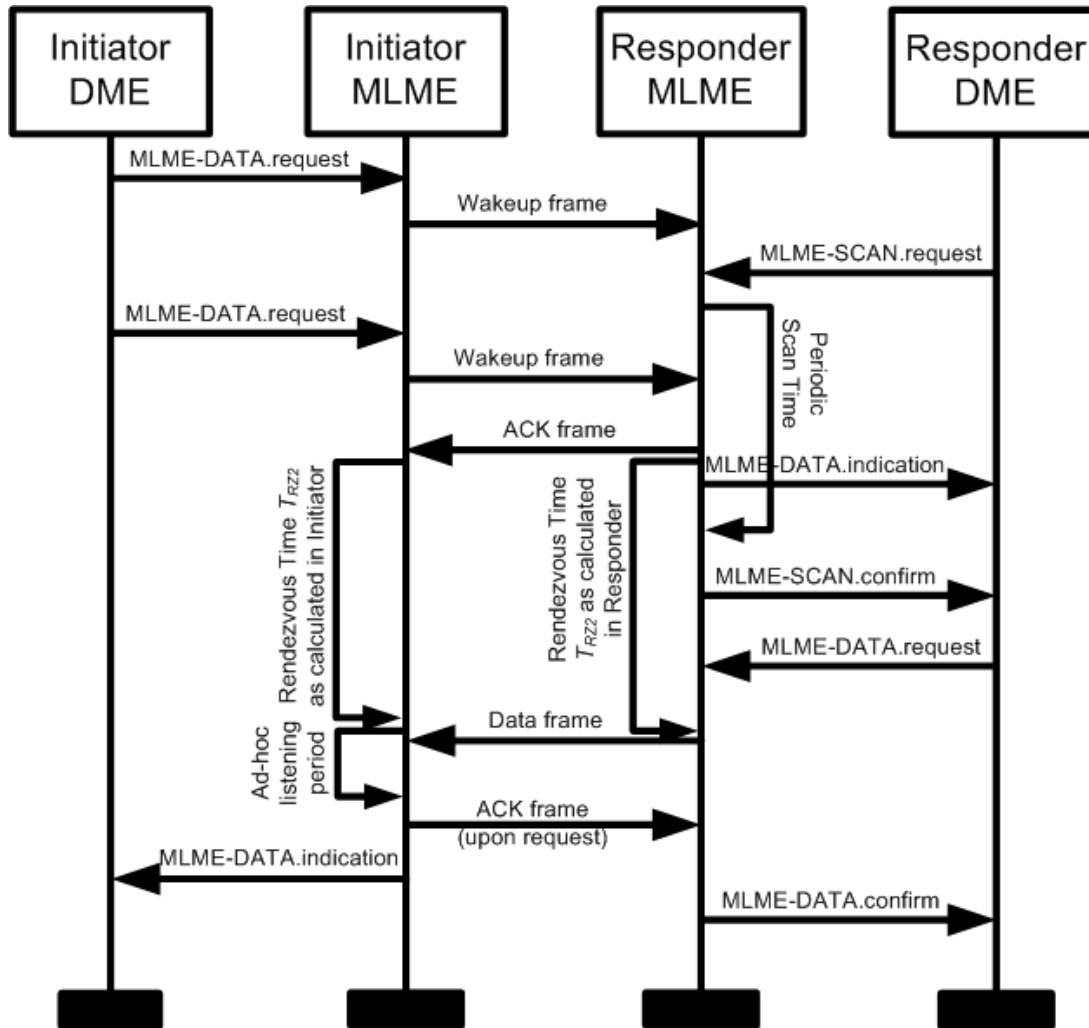 Initiator
DME
Initiator
MLME
Responder
MLME
Responder
DME
MLME-DATA.request
Wakeup frame
MLME-SCAN.request
MLME-DATA.request
Periodic
Scan Time
Wakeup frame
ACK frame
MLME-DATA.indication
Rendezvous Time TRZ2
as calculated in Initiator
Rendezvous Time
TRZ2 as calculated
in Responder
MLME-SCAN.confirm
MLME-DATA.request
Data frame
Ad-hoc
listening
period
ACK frame
(upon request)
MLME-DATA.indication
MLME-DATA.confirm